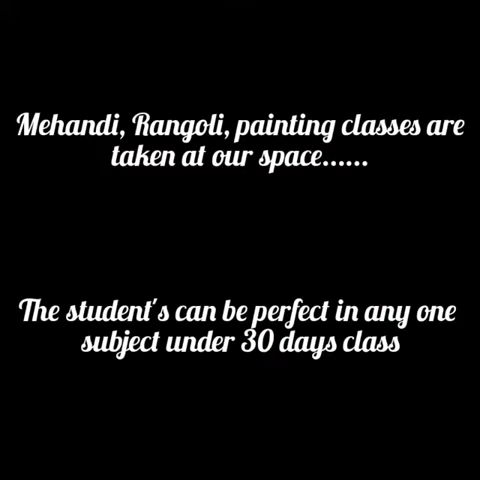 Mehandi, Rangoli, painting classes are
taken at our space......
The student's can be perfect in any one
subject under 30 days class